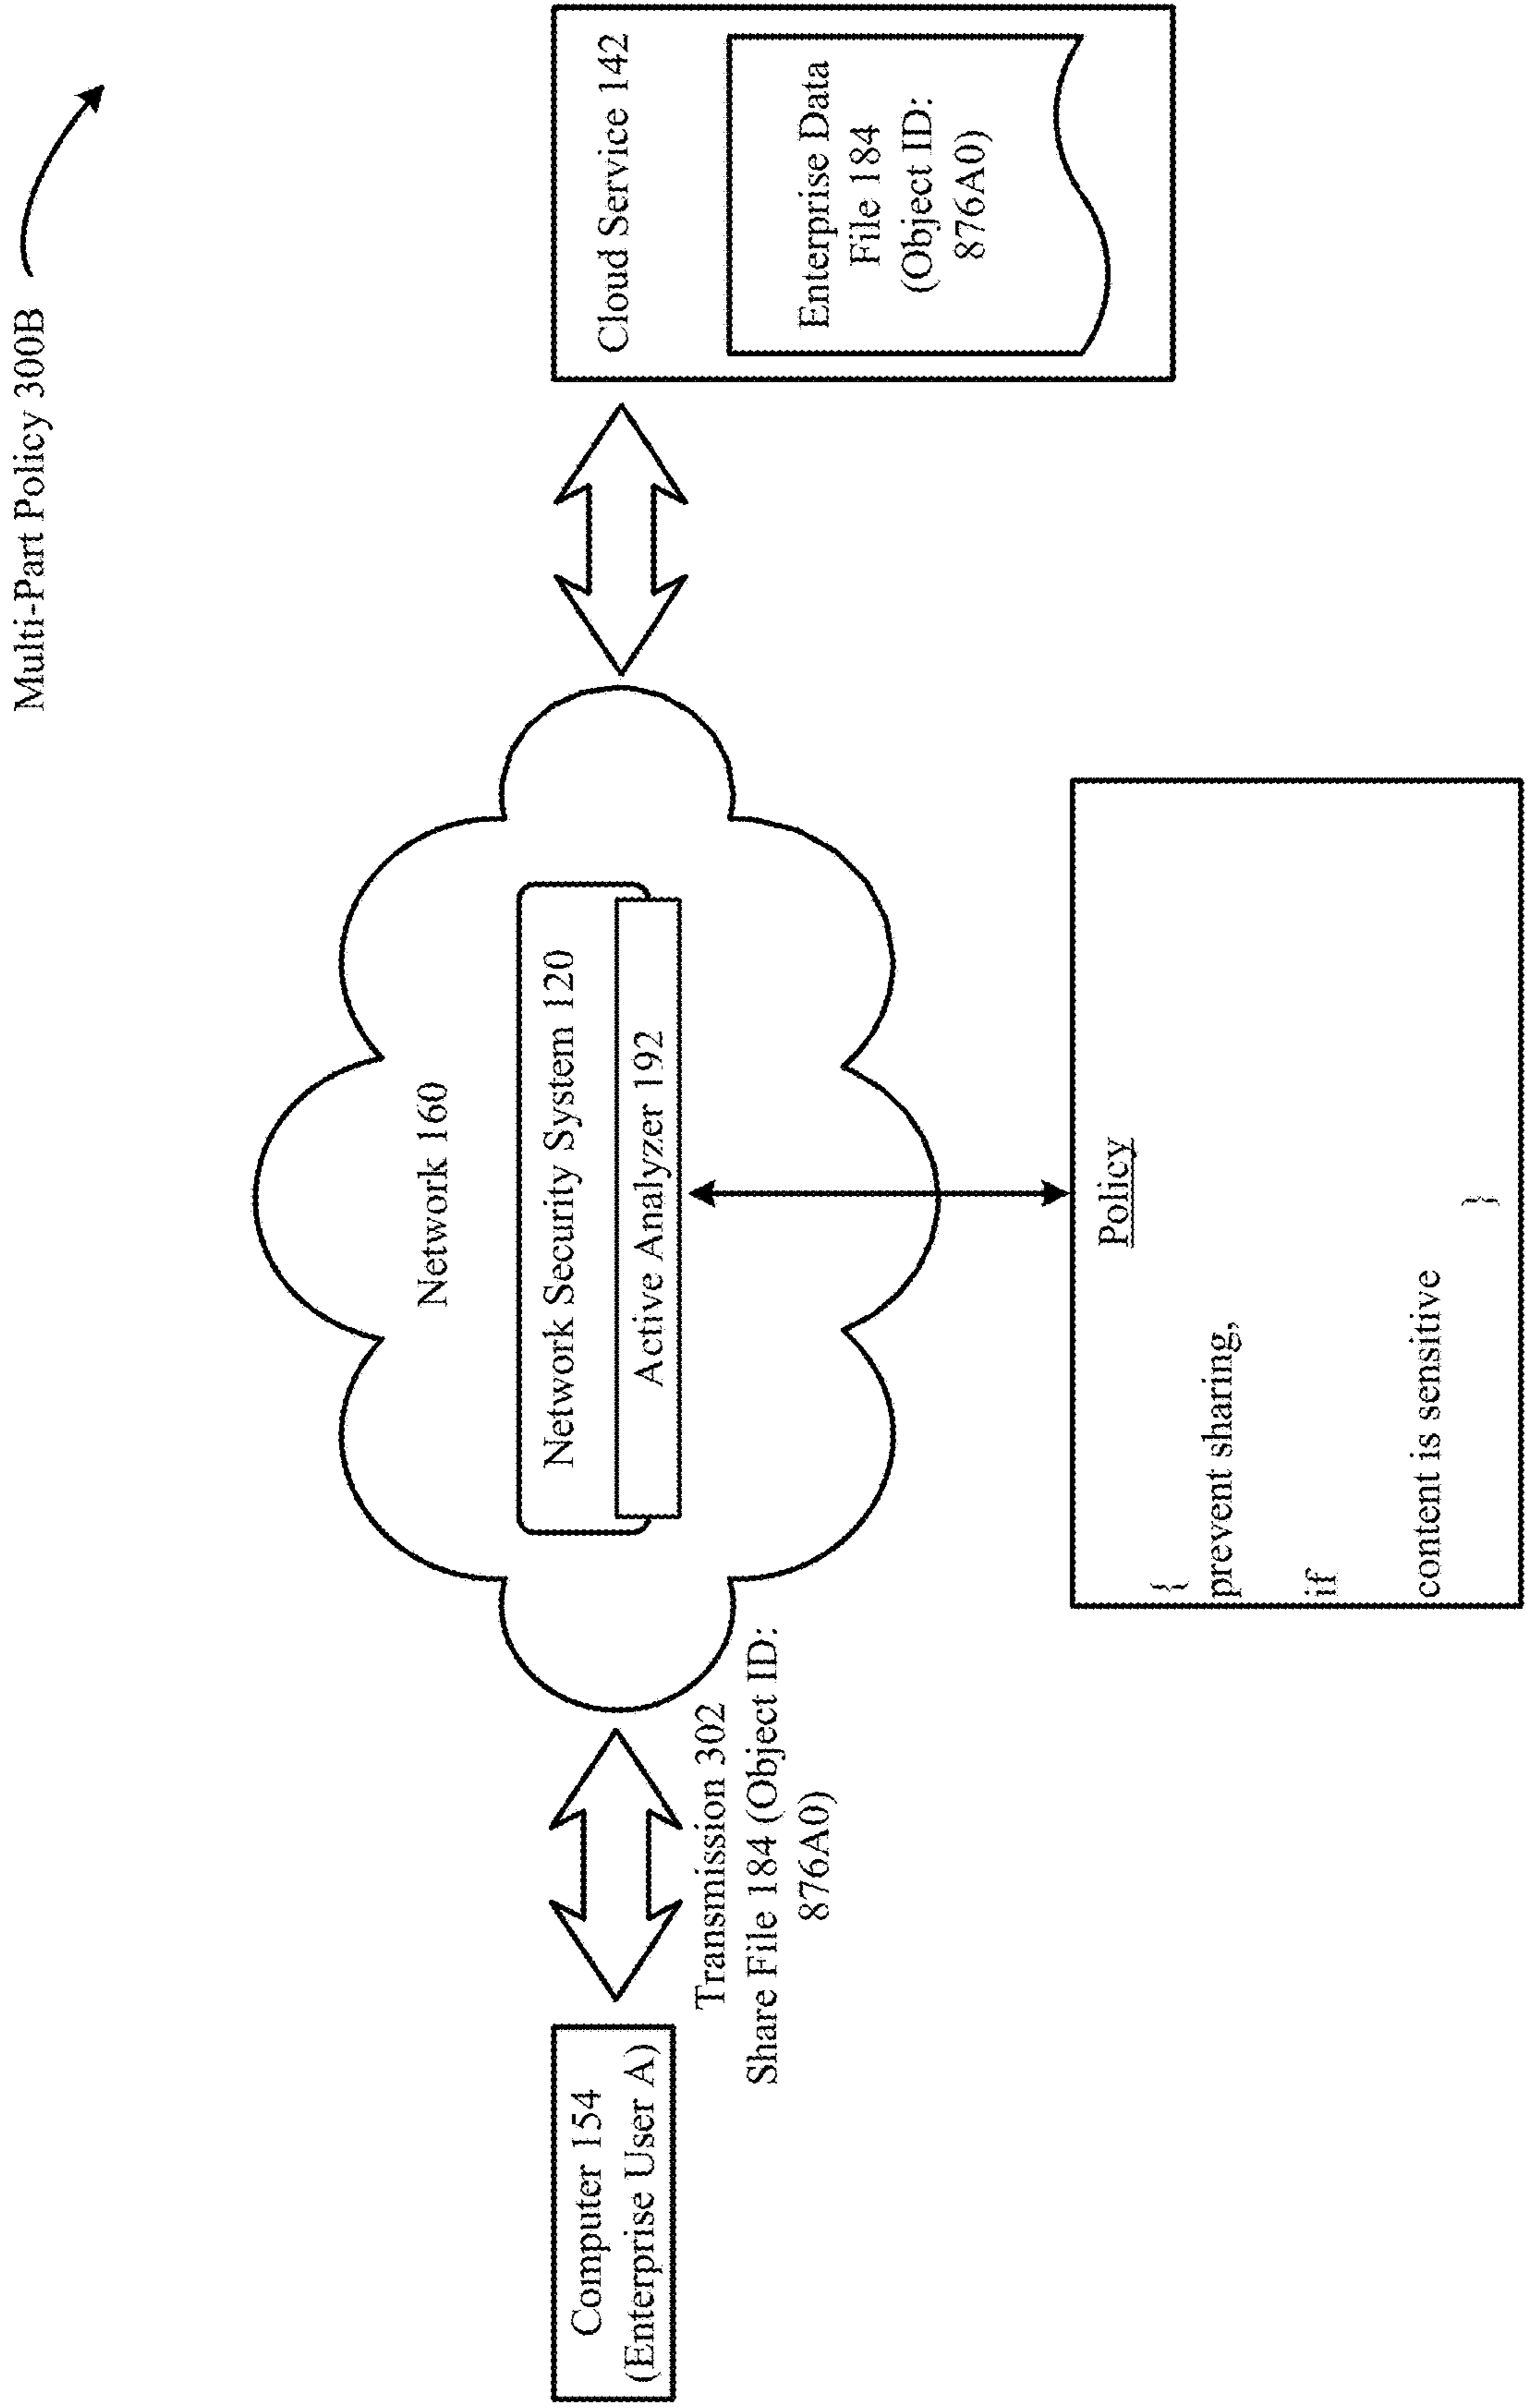 Multi-Part Policy 300B
Network 160
Network Security System 120
Active Analyzer 192
Computer 154
(Enterprise User A)
Transmission 302
Share File 184 (Object ID:
876A0)
Cloud Service 142
Enterprise Data
File 184
(Object ID:
876A0)
Policy
{
prevent sharing,
if
content is sensitive
}